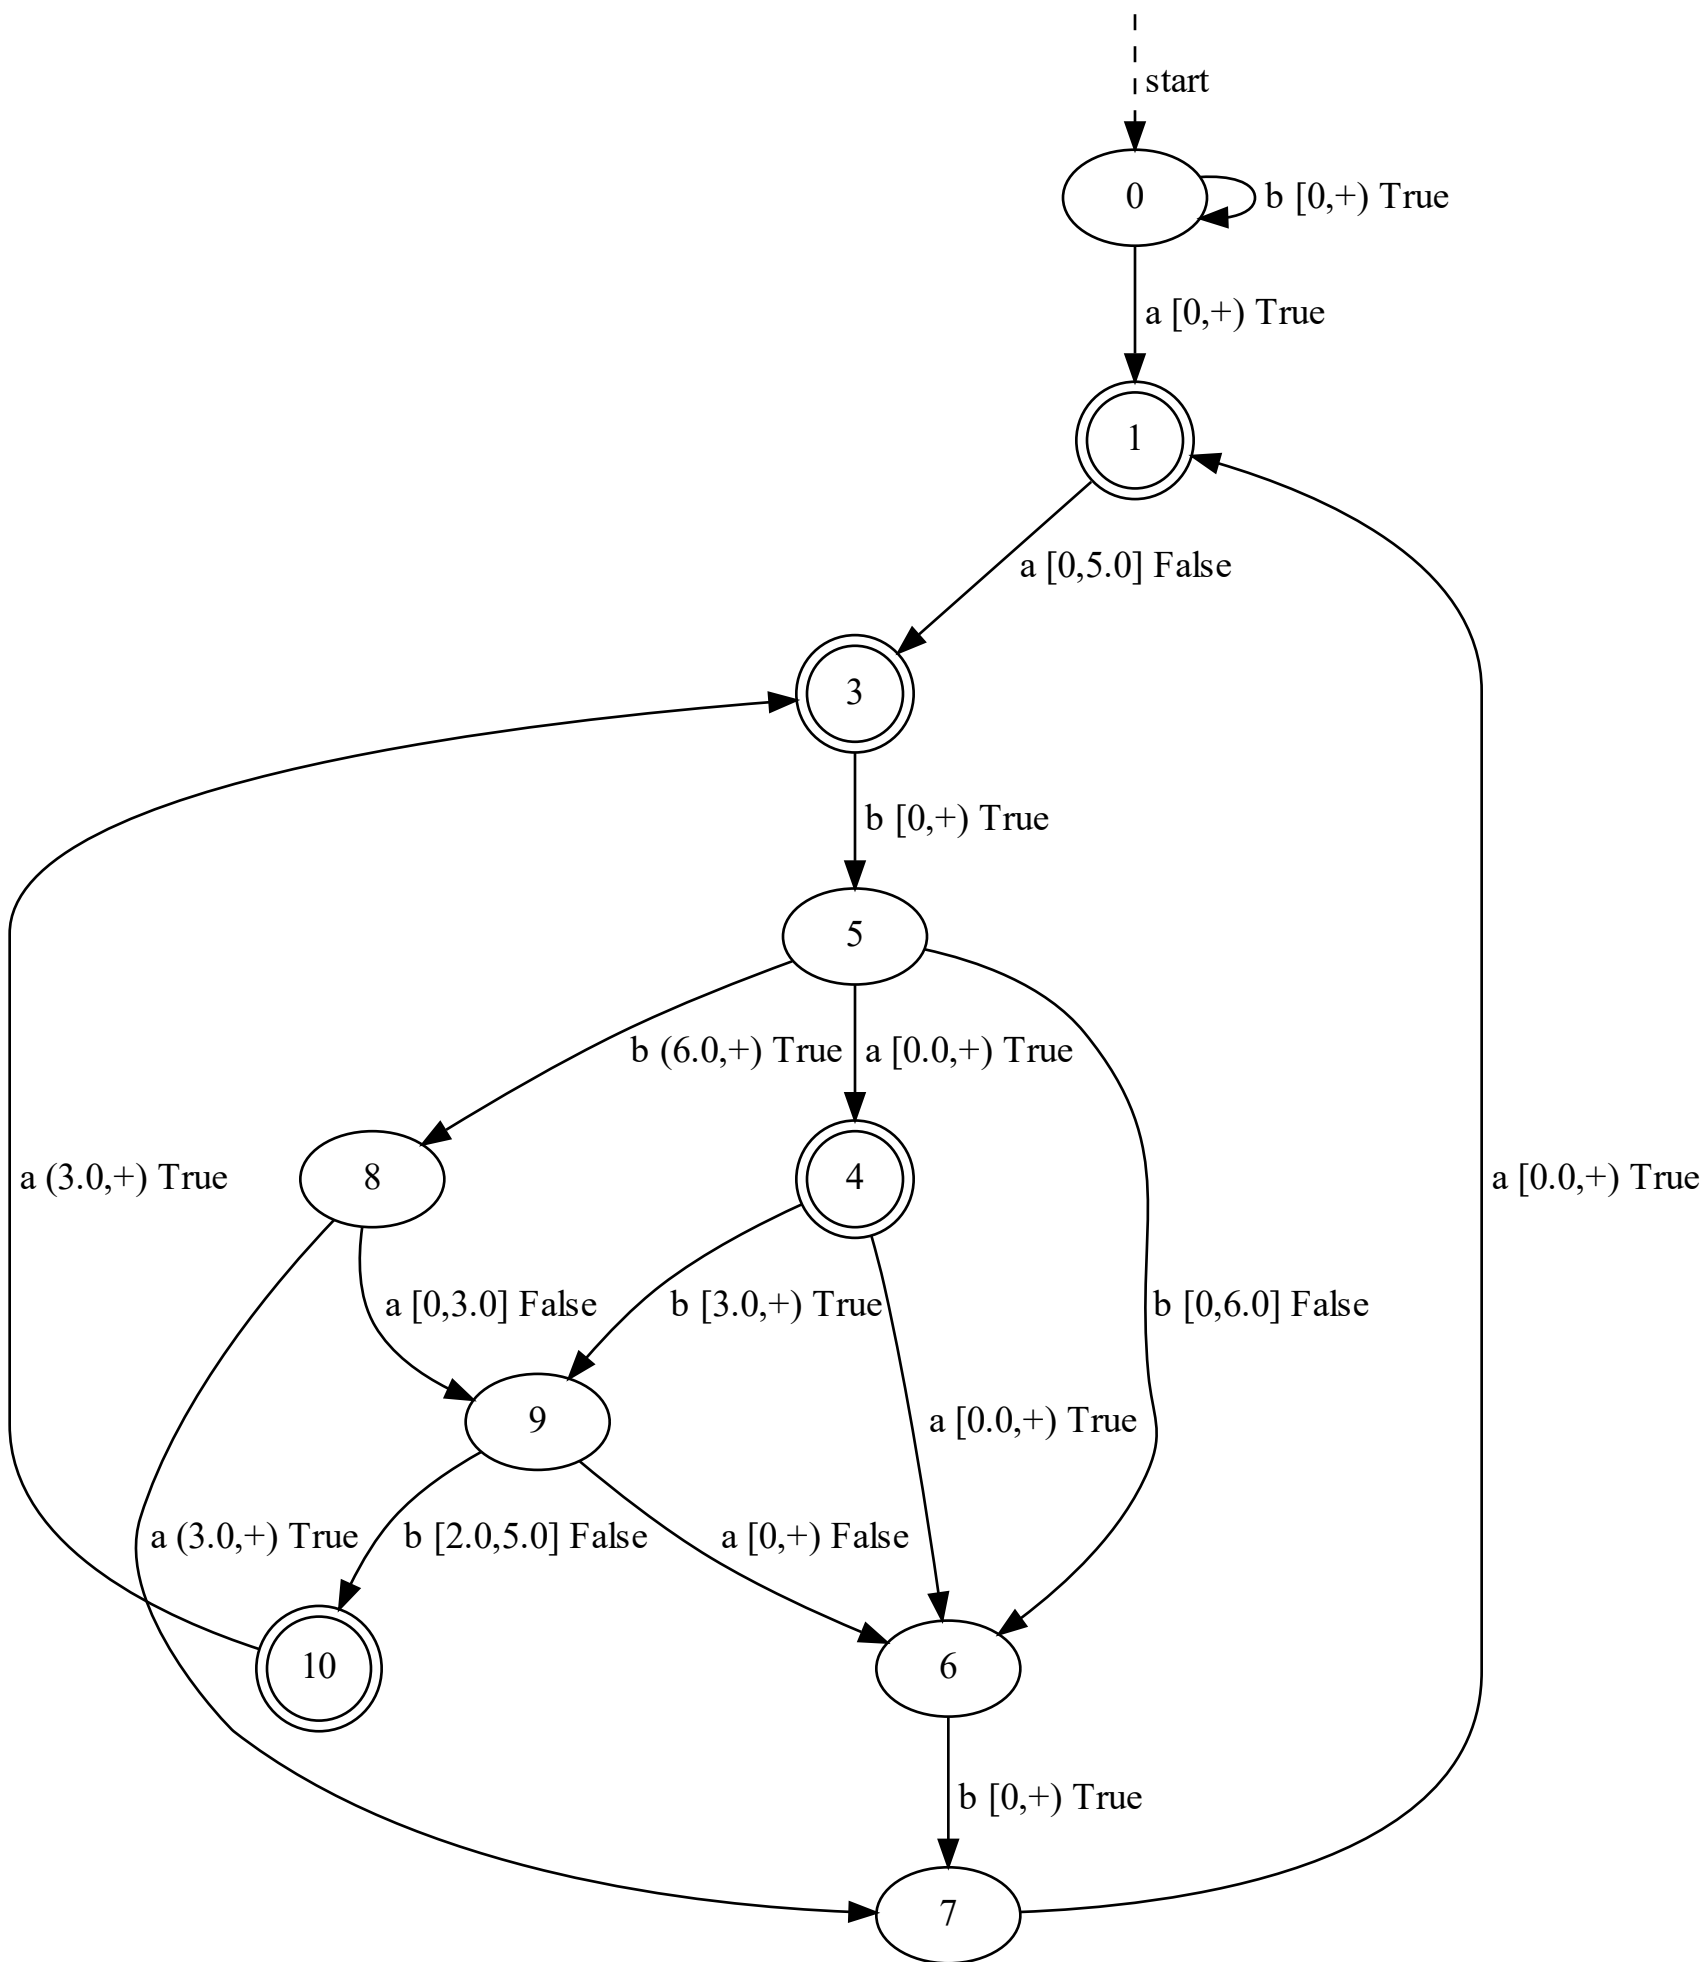 start
0
b [0,+) True
a [0,+) True
1
a [0,5.0] False
3
b [0,+) True
5
b (6.0,+) True
a [0.0,+) True
a (3.0,+) True
8
4
a [0.0,+) True
a [0,3.0] False
b [3.0,+) True
b [0,6.0] False
9
a [0.0,+) True
a (3.0,+) True
b [2.0,5.0] False
a [0,+) False
10
6
b [0,+) True
7